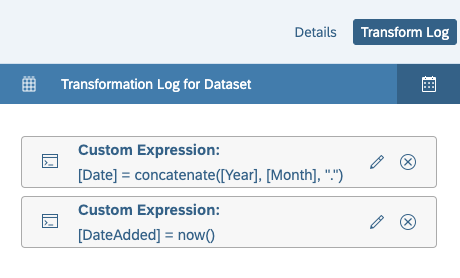 Details
Transform Log
Transformation Log for Dataset
Custom Expression:
[Date] = concatenate([Year], [Month], ".")
Custom Expression:
[DateAdded] = now()